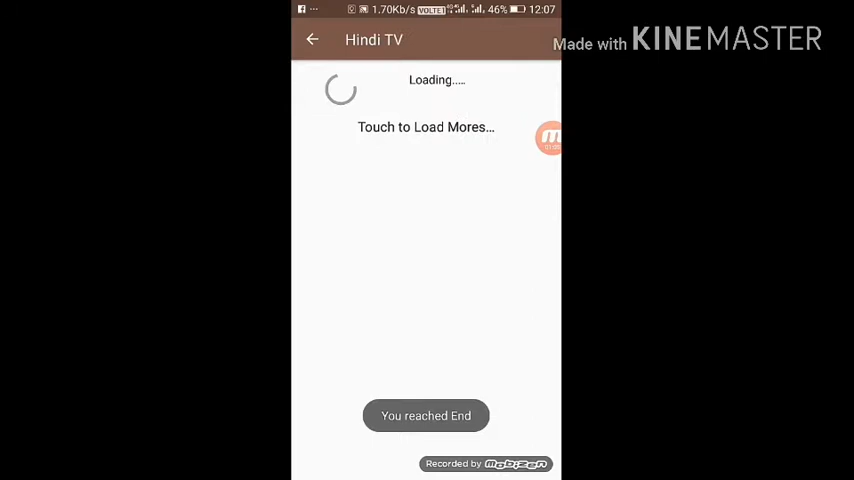 1.70Kb/s VOLTE 46% 12:07
Hindi TV
Made with KINEMASTER
Loading.....
Touch to Load Mores...
You reached End
Recorded by mobizen